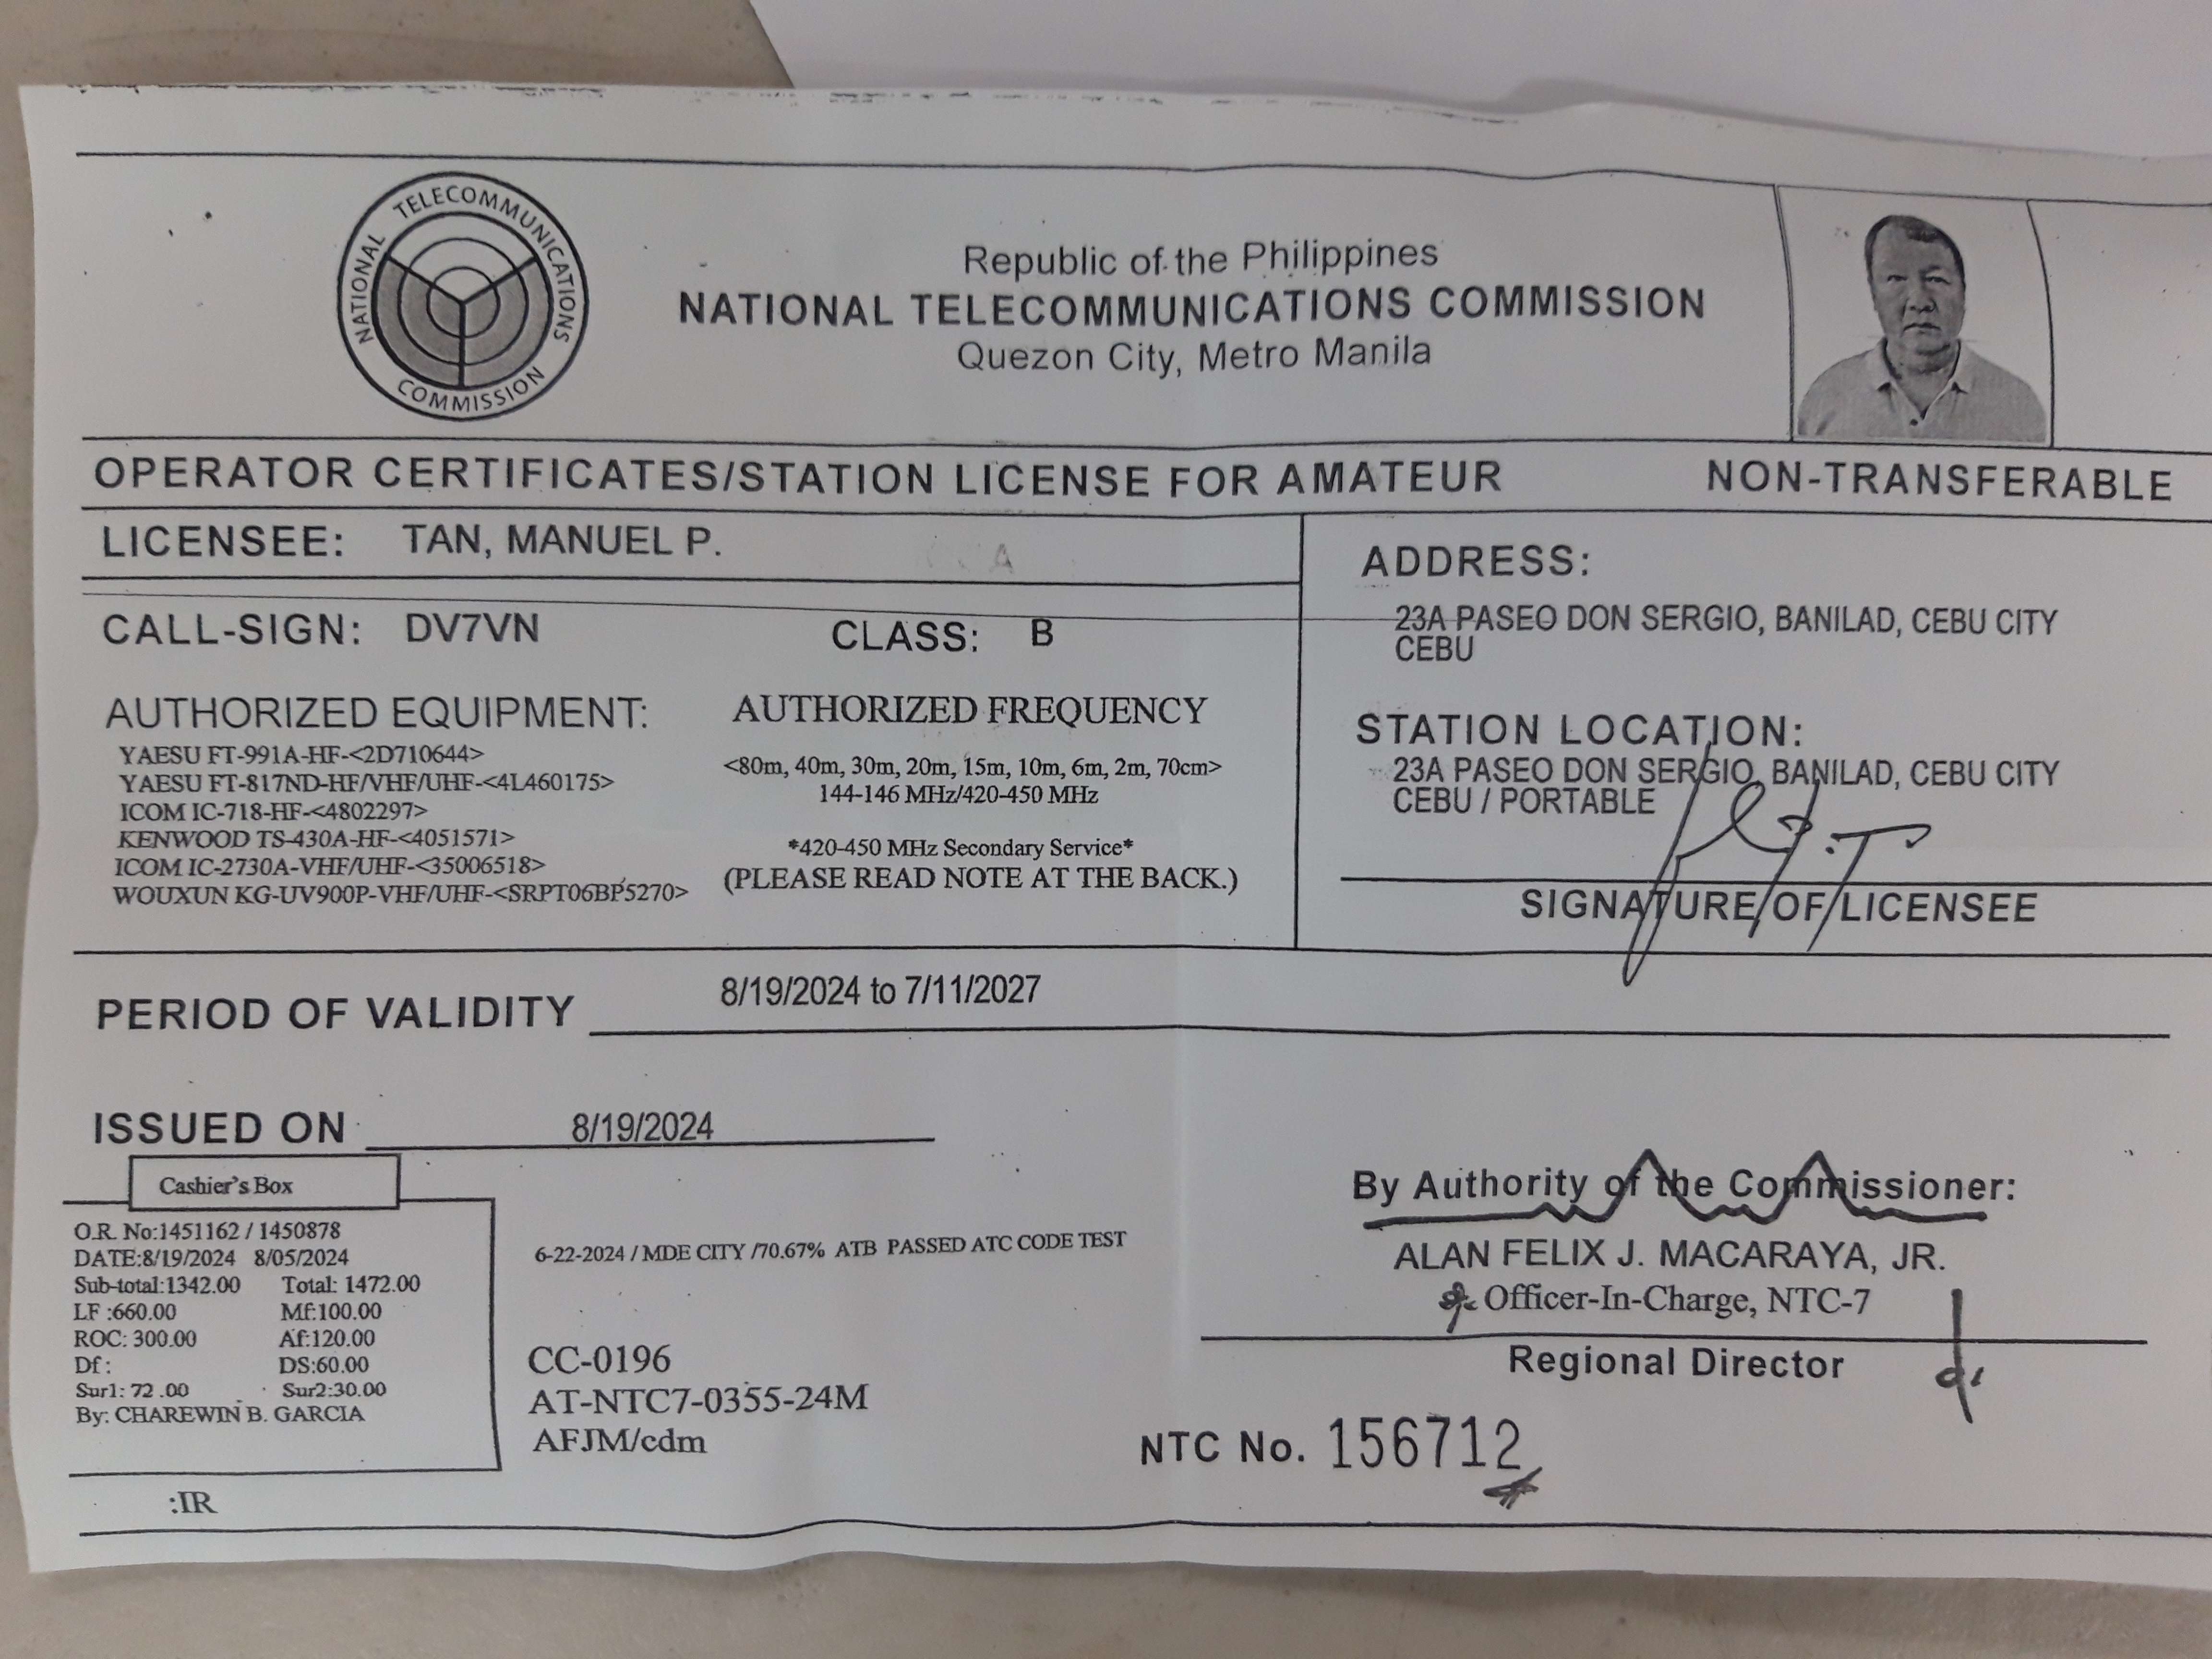 NATIONAL TELECOMMUNICATIONS COMMISSION
Republic of the Philippines
NATIONAL TELECOMMUNICATIONS COMMISSION
Quezon City, Metro Manila
OPERATOR CERTIFICATES/STATION LICENSE FOR AMATEUR NON-TRANSFERABLE
LICENSEE: TAN, MANUEL P.
CALL-SIGN: DV7VN CLASS: B
AUTHORIZED EQUIPMENT:
YAESU FT-991A-HF-<2D710644>
YAESU FT-817ND-HF/VHF/UHF-<4L460175>
ICOM IC-718-HF-<4802297>
KENWOOD TS-430A-HF-<4051571>
ICOM IC-2730A-VHF/UHF-<35006518>
WOUXUN KG-UV900P-VHF/UHF-<SRPT06BP5270>
AUTHORIZED FREQUENCY
<80m, 40m, 30m, 20m, 15m, 10m, 6m, 2m, 70cm>
144-146 MHz/420-450 MHz
*420-450 MHz Secondary Service*
(PLEASE READ NOTE AT THE BACK.)
ADDRESS:
23A PASEO DON SERGIO, BANILAD, CEBU CITY
CEBU
STATION LOCATION:
23A PASEO DON SERGIO, BANILAD, CEBU CITY
CEBU / PORTABLE
SIGNATURE OF LICENSEE
PERIOD OF VALIDITY 8/19/2024 to 7/11/2027
ISSUED ON 8/19/2024
Cashier's Box
O.R. No:1451162 / 1450878
DATE:8/19/2024 8/05/2024
Sub-total:1342.00 Total: 1472.00
LF :660.00 Mf:100.00
ROC: 300.00 Af:120.00
Df : DS:60.00
Sur1: 72 .00 Sur2:30.00
By: CHAREWIN B. GARCIA
:IR
6-22-2024 / MDE CITY /70.67% ATB PASSED ATC CODE TEST
CC-0196
AT-NTC7-0355-24M
AFJM/cdm
By Authority of the Commissioner:
ALAN FELIX J. MACARAYA, JR.
Officer-In-Charge, NTC-7
Regional Director
NTC No. 156712